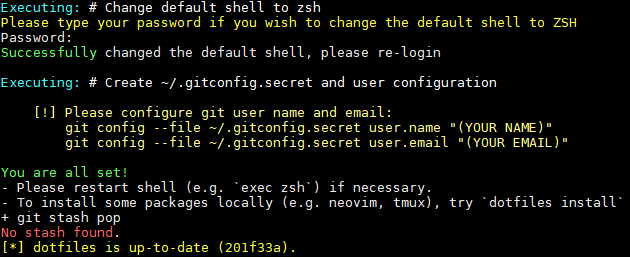 Executing: # Change default shell to zsh
Please type your password if you wish to change the default shell to ZSH
Password:
Successfully changed the default shell, please re-login
Executing: # Create ~/.gitconfig.secret and user configuration
[!] Please configure git user name and email:
git config --file ~/.gitconfig.secret user.name "(YOUR NAME)"
git config --file ~/.gitconfig.secret user.email "(YOUR EMAIL)"
You are all set!
- Please restart shell (e.g. `exec zsh`) if necessary.
- To install some packages locally (e.g. neovim, tmux), try `dotfiles install`
+ git stash pop
No stash found.
[*] dotfiles is up-to-date (201f33a).